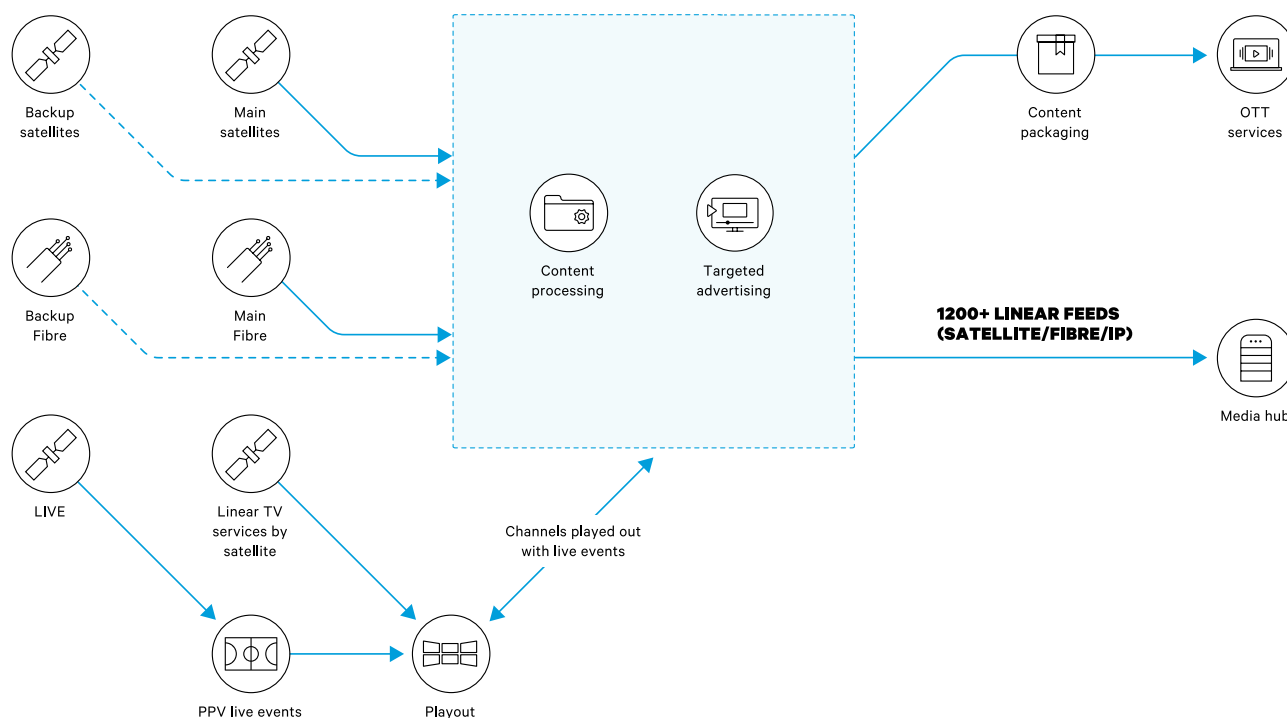 Backup
satellites
Main
satellites
Content
packaging
OTT
services
Content
processing
Targeted
advertising
Backup
Fibre
Main
Fibre
1200+ LINEAR FEEDS
(SATELLITE/FIBRE/IP)
Media hub
LIVE
Linear TV
services by
satellite
Channels played out
with live events
PPV live events
Playout